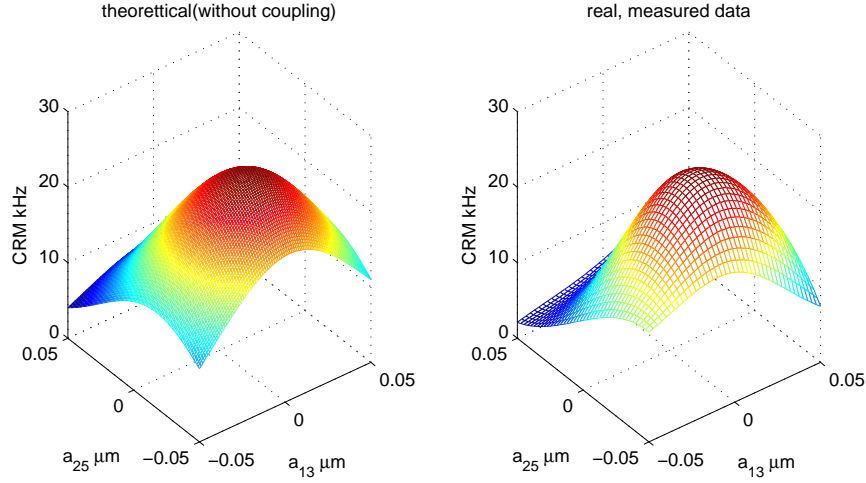 theorettical(without coupling)
30
20
10
0
CRM kHz
0.05
0
−0.05
a25 μm
−0.05
0
0.05
a13 μm
real, measured data
30
20
10
0
CRM kHz
0.05
0
−0.05
a25 μm
−0.05
0
0.05
a13 μm